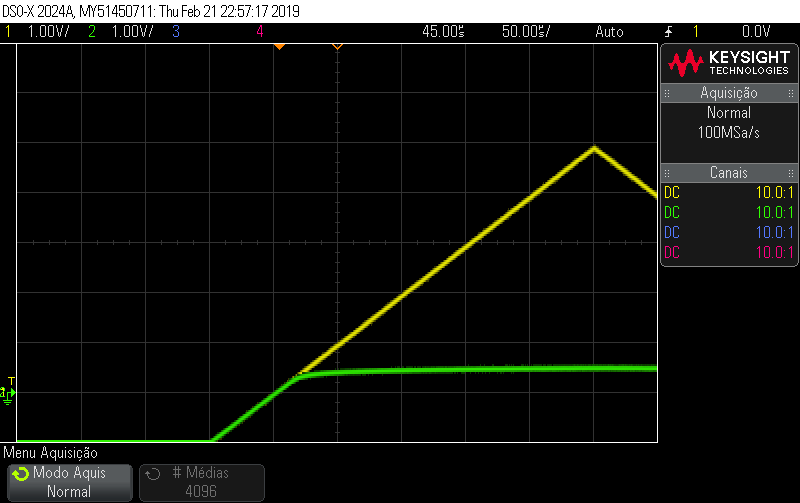 DSO-X 2024A, MY51450711: Thu Feb 21 22:57:17 2019
1 1.00V/ 2 1.00V/ 3 4 45.00s 50.00s/ Auto 1 0.0V
KEYSIGHT
TECHNOLOGIES
Aquisição
Normal
100MSa/s
Canais
DC 10.0:1
DC 10.0:1
DC 10.0:1
DC 10.0:1
T
Menu Aquisição
Modo Aquis
Normal
# Médias
4096